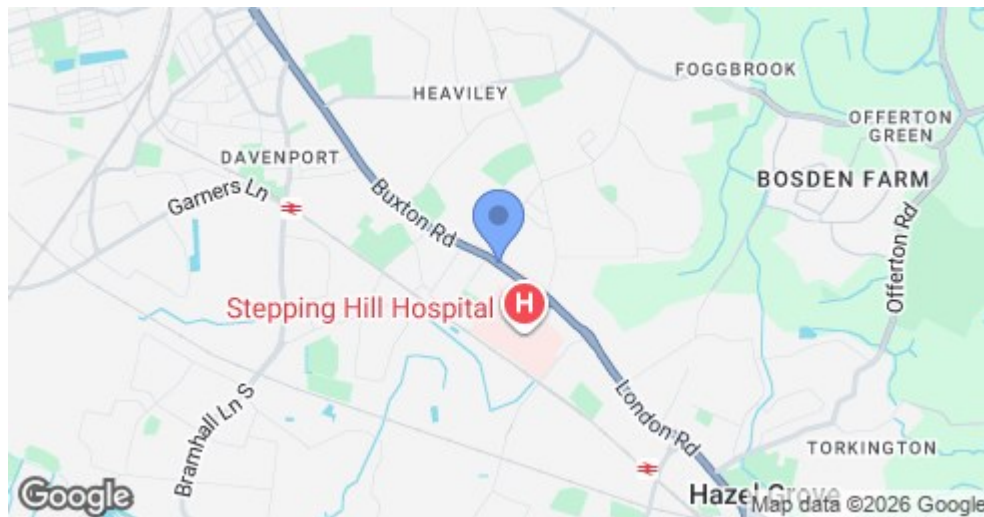 FOGGBROOK
HEAVILEY
OFFERTON
GREEN
DAVENPORT
BOSDEN FARM
Garners Ln
Buxton Rd
Offerton Rd
Stepping Hill Hospital
H
London Rd
Bramhall Ln S
TORKINGTON
Hazel Grove
Google
Map data ©2026 Google